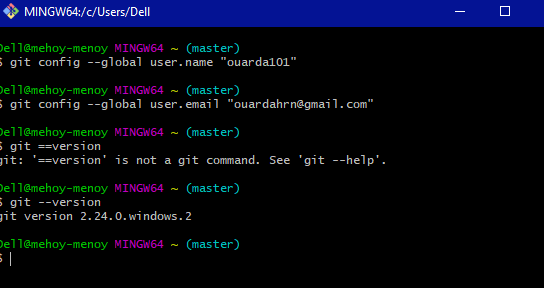 MINGW64:/c/Users/Dell
Dell@mehoy-menoy MINGW64 ~ (master)
$ git config --global user.name "ouarda101"
Dell@mehoy-menoy MINGW64 ~ (master)
$ git config --global user.email "ouardahrn@gmail.com"
Dell@mehoy-menoy MINGW64 ~ (master)
$ git ==version
git: '==version' is not a git command. See 'git --help'.
Dell@mehoy-menoy MINGW64 ~ (master)
$ git --version
git version 2.24.0.windows.2
Dell@mehoy-menoy MINGW64 ~ (master)
$